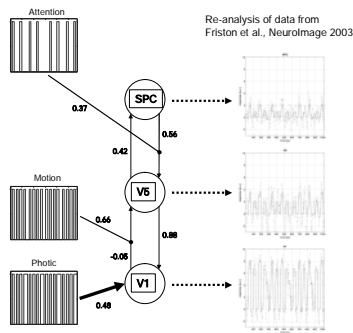 Attention
Re-analysis of data from
Friston et al., NeuroImage 2003
SPC
0.37
0.56
0.42
V5
Motion
0.66
0.88
-0.05
Photic
V1
0.48